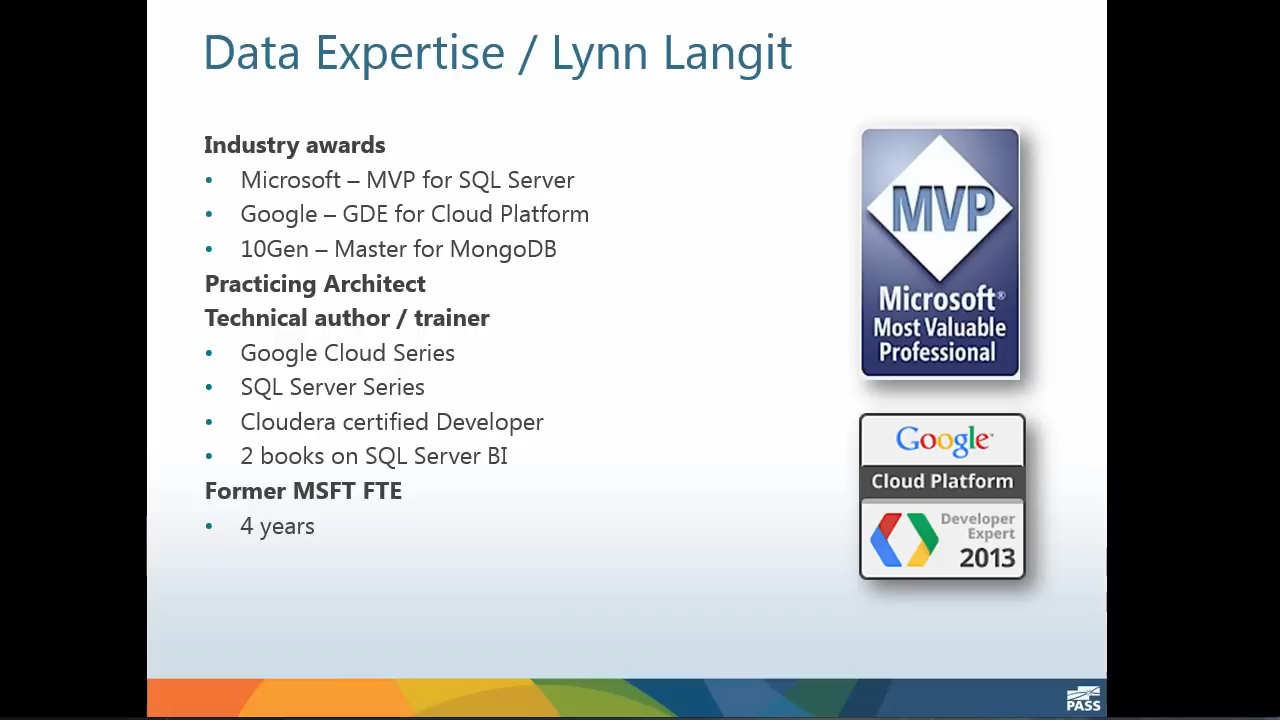 Data Expertise / Lynn Langit
Industry awards
• Microsoft – MVP for SQL Server
• Google – GDE for Cloud Platform
• 10Gen – Master for MongoDB
Practicing Architect
Technical author / trainer
• Google Cloud Series
• SQL Server Series
• Cloudera certified Developer
• 2 books on SQL Server BI
Former MSFT FTE
• 4 years
MVP
Microsoft®
Most Valuable
Professional
Google™
Cloud Platform
Developer
Expert
2013
PASS